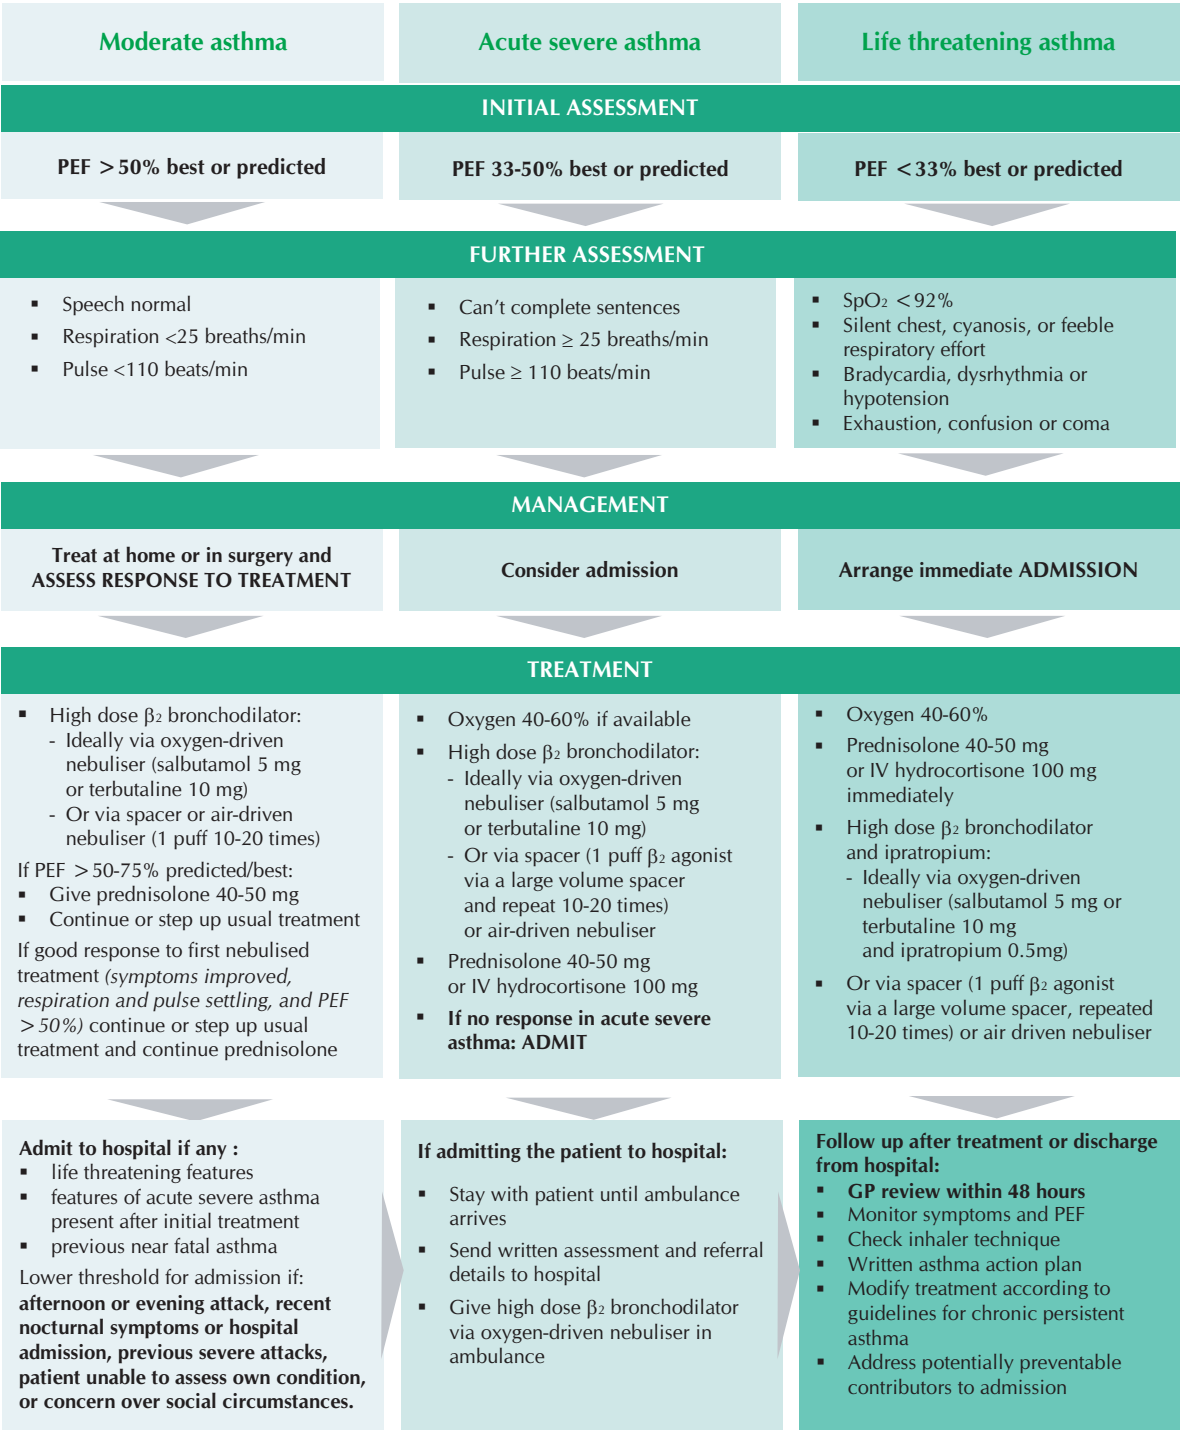 Moderate asthma
Acute severe asthma
Life threatening asthma
INITIAL ASSESSMENT
PEF >50% best or predicted
PEF 33-50% best or predicted
PEF <33% best or predicted
FURTHER ASSESSMENT
▪ Speech normal
▪ Respiration <25 breaths/min
▪ Pulse <110 beats/min
▪ Can't complete sentences
▪ Respiration ≥ 25 breaths/min
▪ Pulse ≥ 110 beats/min
▪ SpO₂ <92%
▪ Silent chest, cyanosis, or feeble
respiratory effort
▪ Bradycardia, dysrhythmia or
hypotension
▪ Exhaustion, confusion or coma
MANAGEMENT
Treat at home or in surgery and
ASSESS RESPONSE TO TREATMENT
Consider admission
Arrange immediate ADMISSION
TREATMENT
▪ High dose β₂ bronchodilator:
- Ideally via oxygen-driven
nebuliser (salbutamol 5 mg
or terbutaline 10 mg)
- Or via spacer or air-driven
nebuliser (1 puff 10-20 times)
If PEF >50-75% predicted/best:
▪ Give prednisolone 40-50 mg
▪ Continue or step up usual treatment
If good response to first nebulised
treatment (symptoms improved,
respiration and pulse settling, and PEF
>50%) continue or step up usual
treatment and continue prednisolone
▪ Oxygen 40-60% if available
▪ High dose β₂ bronchodilator:
- Ideally via oxygen-driven
nebuliser (salbutamol 5 mg
or terbutaline 10 mg)
- Or via spacer (1 puff β₂ agonist
via a large volume spacer
and repeat 10-20 times)
or air-driven nebuliser
▪ Prednisolone 40-50 mg
or IV hydrocortisone 100 mg
▪ If no response in acute severe
asthma: ADMIT
▪ Oxygen 40-60%
▪ Prednisolone 40-50 mg
or IV hydrocortisone 100 mg
immediately
▪ High dose β₂ bronchodilator
and ipratropium:
- Ideally via oxygen-driven
nebuliser (salbutamol 5 mg or
terbutaline 10 mg
and ipratropium 0.5mg)
▪ Or via spacer (1 puff β₂ agonist
via a large volume spacer, repeated
10-20 times) or air driven nebuliser
Admit to hospital if any :
▪ life threatening features
▪ features of acute severe asthma
present after initial treatment
▪ previous near fatal asthma
Lower threshold for admission if:
afternoon or evening attack, recent
nocturnal symptoms or hospital
admission, previous severe attacks,
patient unable to assess own condition,
or concern over social circumstances.
If admitting the patient to hospital:
▪ Stay with patient until ambulance
arrives
▪ Send written assessment and referral
details to hospital
▪ Give high dose β₂ bronchodilator
via oxygen-driven nebuliser in
ambulance
Follow up after treatment or discharge
from hospital:
▪ GP review within 48 hours
▪ Monitor symptoms and PEF
▪ Check inhaler technique
▪ Written asthma action plan
▪ Modify treatment according to
guidelines for chronic persistent
asthma
▪ Address potentially preventable
contributors to admission